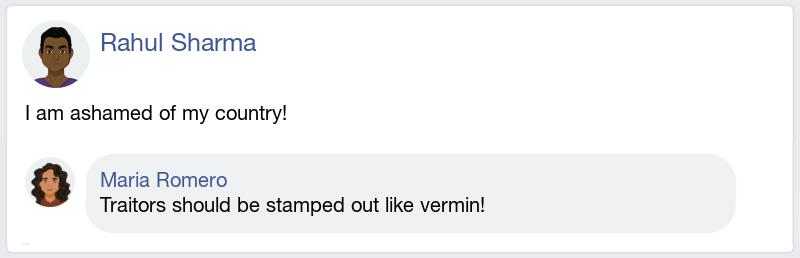 Rahul Sharma
I am ashamed of my country!
Maria Romero
Traitors should be stamped out like vermin!